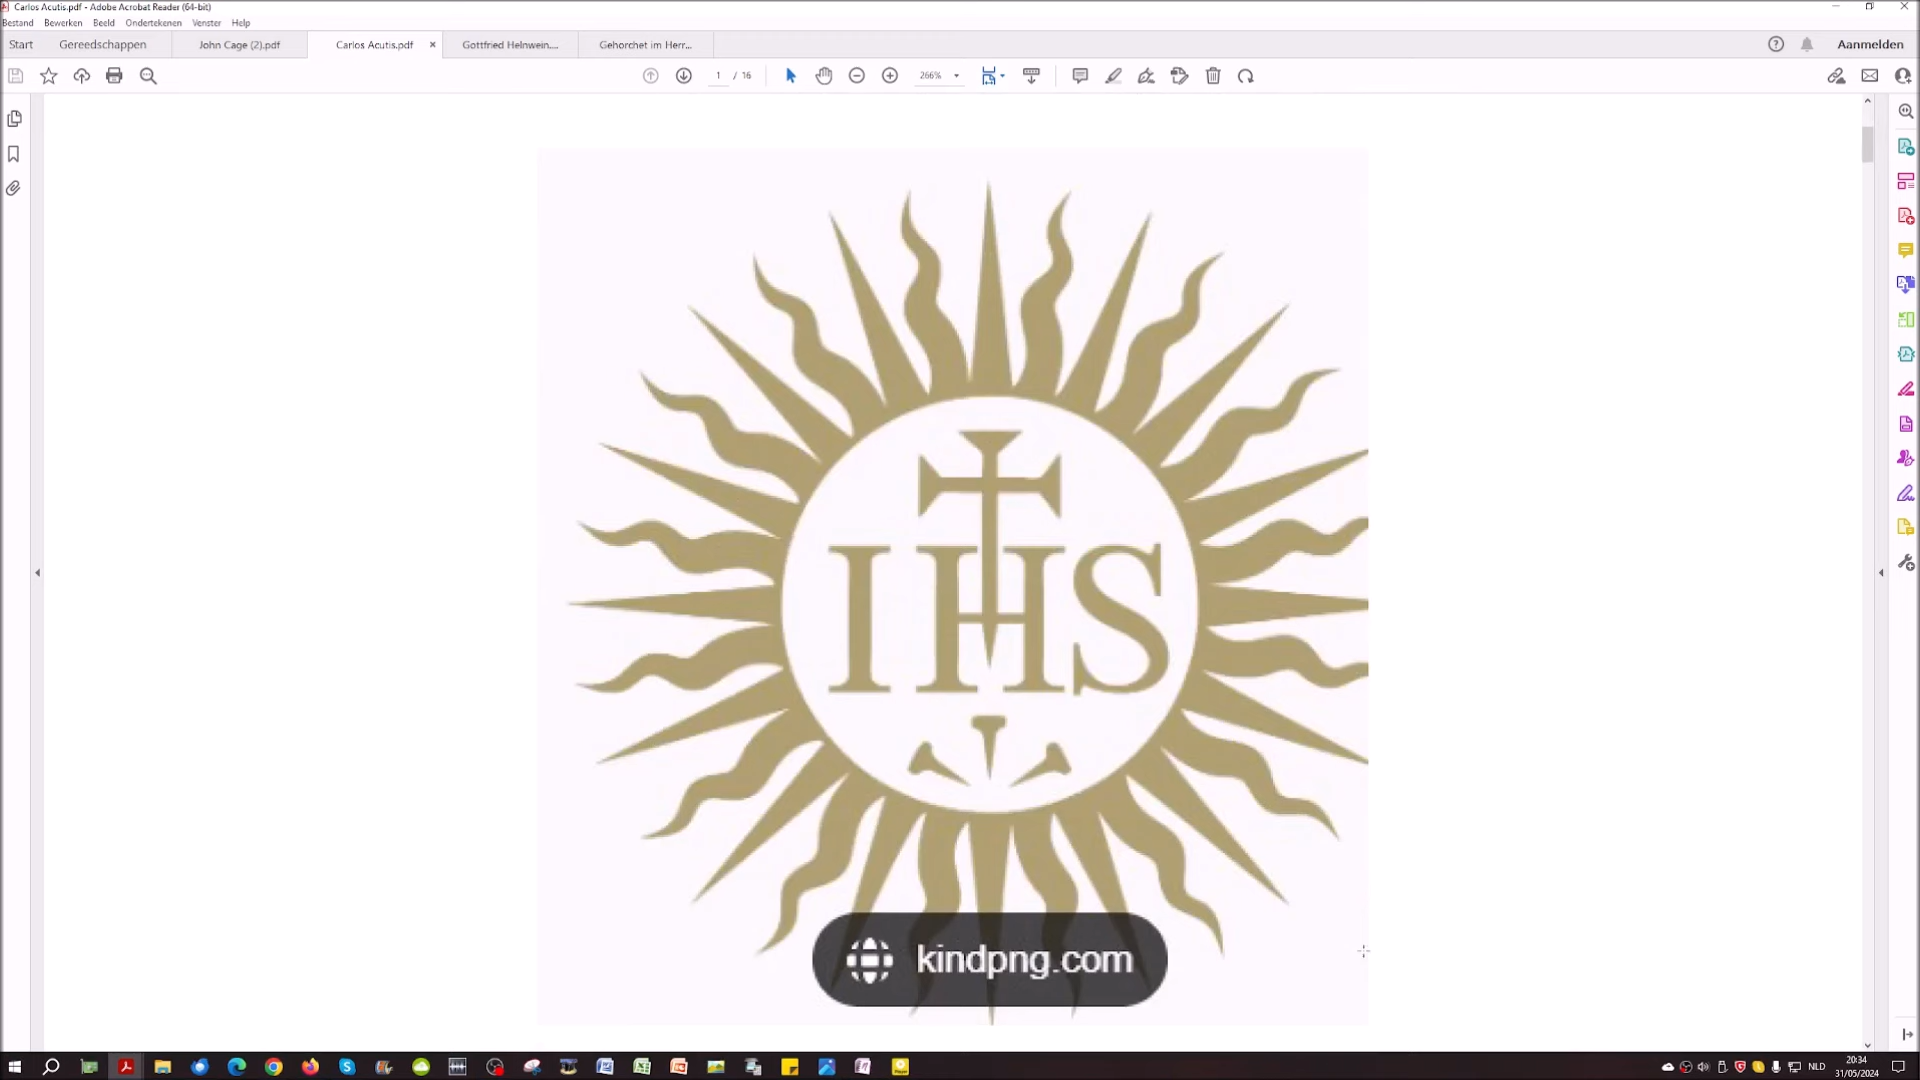 Carlos Acutis.pdf - Adobe Acrobat Reader (64-bit)
Bestand Bewerken Beeld Ondertekenen Venster Help
Start Gereedschappen John Cage (2).pdf Carlos Acutis.pdf × Gottfried Helnwein.... Gehorchet im Herr... Aanmelden
1 / 16 266%
IHS
kindpng.com
NLD
20:34
31/05/2024